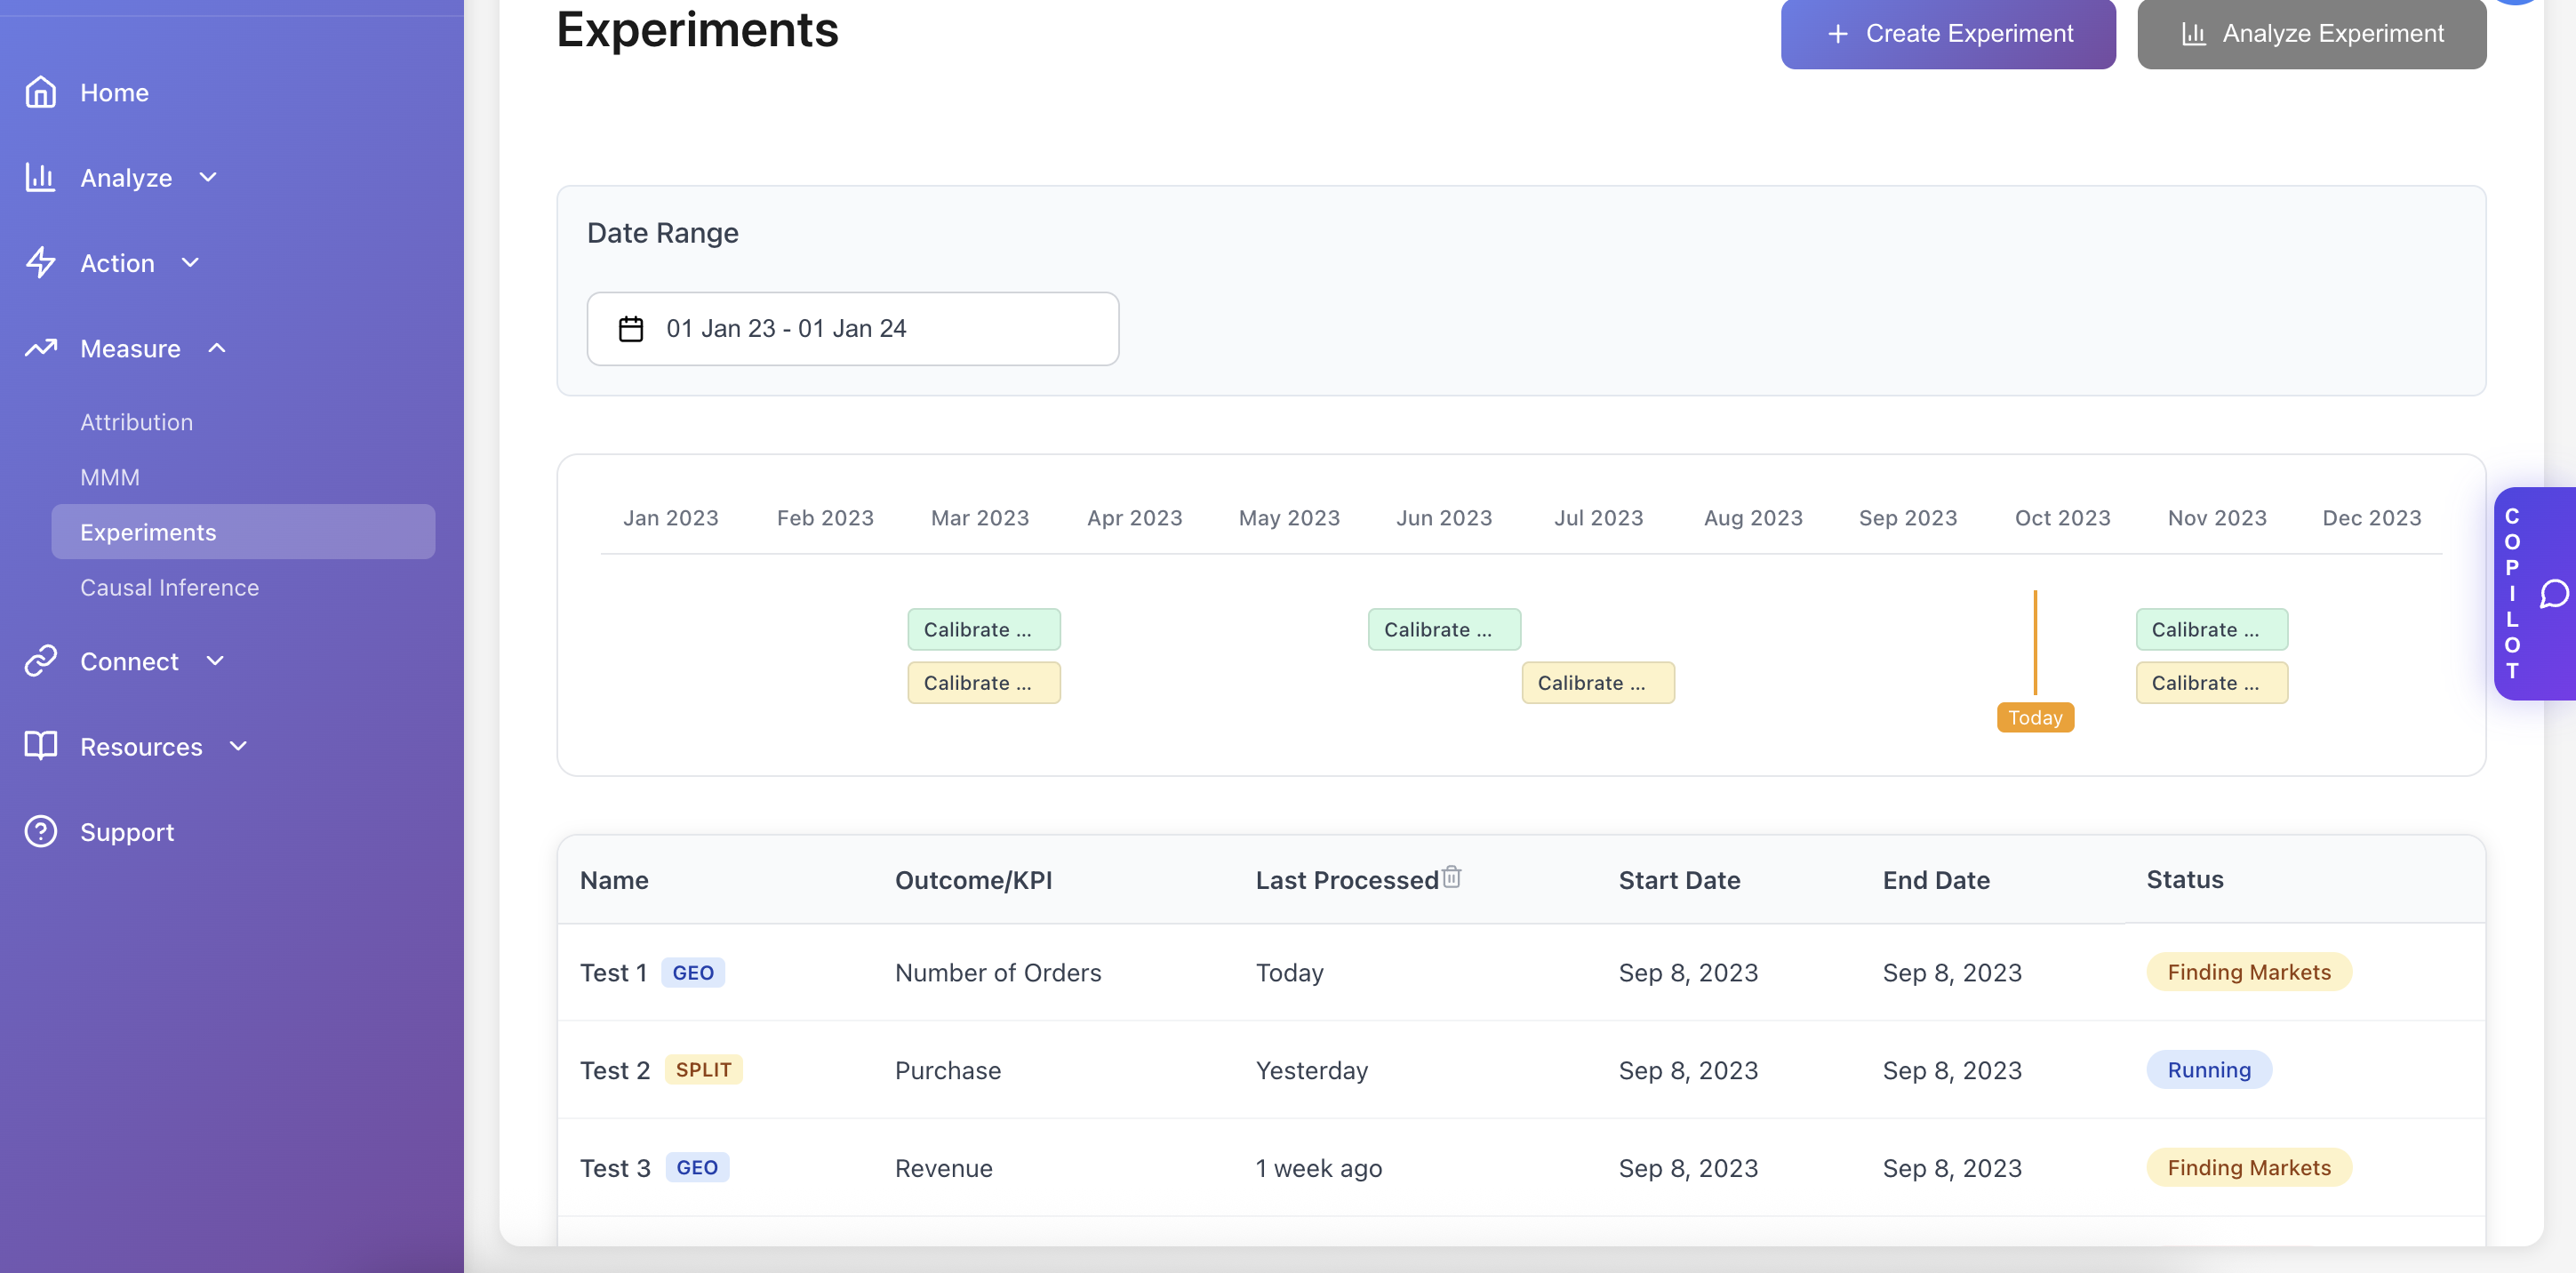 Home
Analyze
Action
Measure
Attribution
MMM
Experiments
Causal Inference
Connect
Resources
Support
Experiments
Create Experiment
Analyze Experiment
Date Range
01 Jan 23 - 01 Jan 24
Jan 2023 Feb 2023 Mar 2023 Apr 2023 May 2023 Jun 2023 Jul 2023 Aug 2023 Sep 2023 Oct 2023 Nov 2023 Dec 2023
Calibrate ... Calibrate ... Calibrate ...
Calibrate ... Calibrate ... Calibrate ...
Today
Name Outcome/KPI Last Processed Start Date End Date Status
Test 1 GEO Number of Orders Today Sep 8, 2023 Sep 8, 2023 Finding Markets
Test 2 SPLIT Purchase Yesterday Sep 8, 2023 Sep 8, 2023 Running
Test 3 GEO Revenue 1 week ago Sep 8, 2023 Sep 8, 2023 Finding Markets
COPILOT